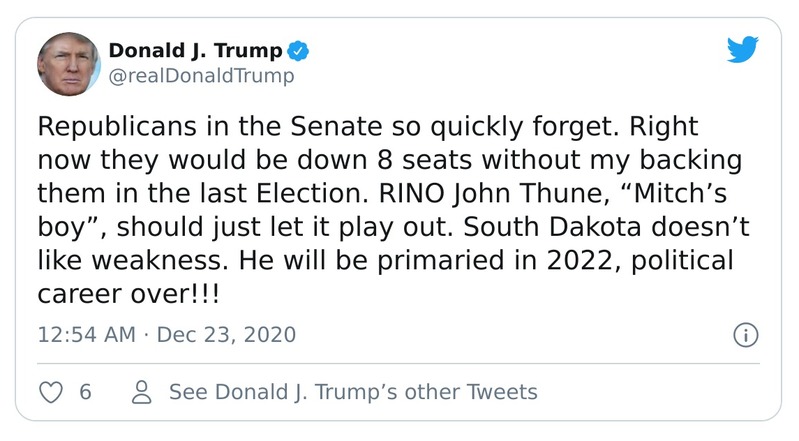 Donald J. Trump
@realDonaldTrump
Republicans in the Senate so quickly forget. Right
now they would be down 8 seats without my backing
them in the last Election. RINO John Thune, “Mitch’s
boy”, should just let it play out. South Dakota doesn’t
like weakness. He will be primaried in 2022, political
career over!!!
12:54 AM · Dec 23, 2020
6 See Donald J. Trump’s other Tweets